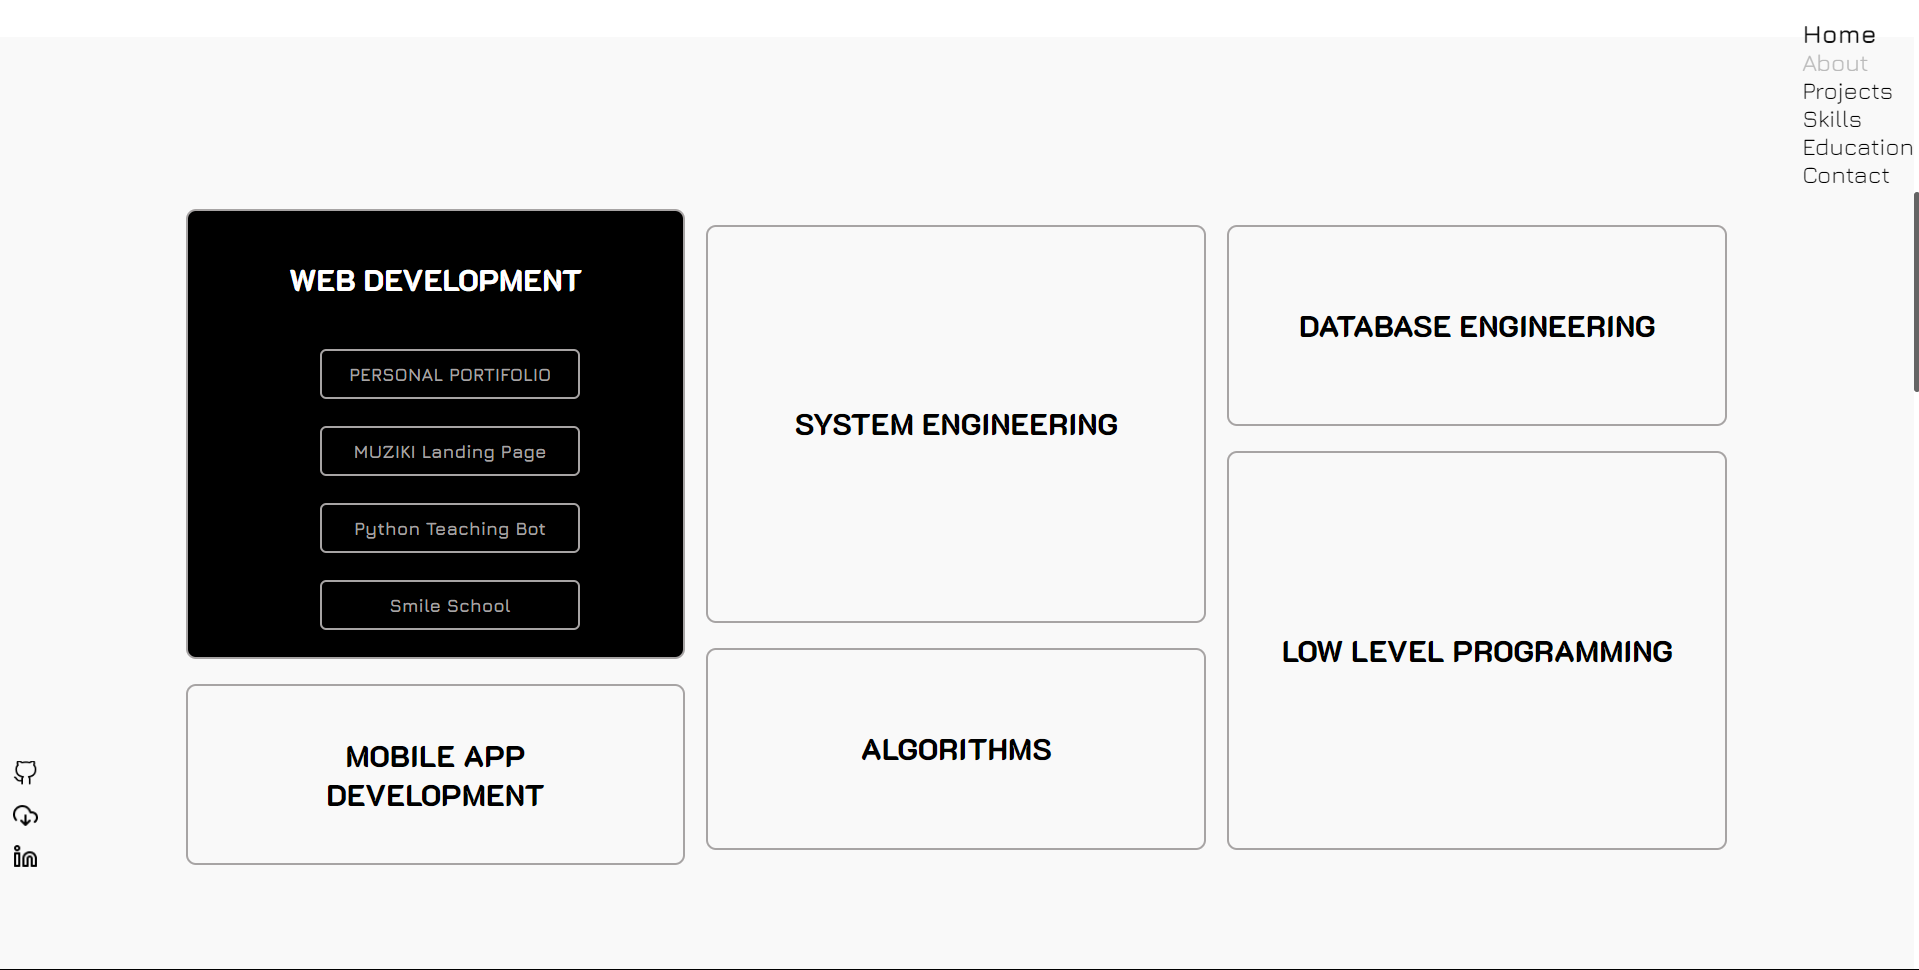 Home
About
Projects
Skills
Education
Contact
WEB DEVELOPMENT
PERSONAL PORTIFOLIO
MUZIKI Landing Page
Python Teaching Bot
Smile School
MOBILE APP
DEVELOPMENT
SYSTEM ENGINEERING
ALGORITHMS
DATABASE ENGINEERING
LOW LEVEL PROGRAMMING
in